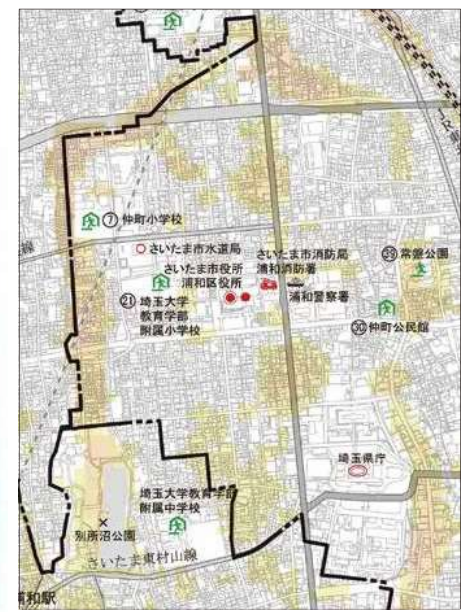 ⑦ 仲町小学校
さいたま市水道局
さいたま市役所
浦和区役所
さいたま市消防局
浦和消防署
浦和警察署
㊴ 常盤公園
㉑ 埼玉大学
教育学部
附属小学校
㉚ 仲町公民館
埼玉県庁
埼玉大学教育学部
附属中学校
別所沼公園
さいたま東村山線
浦和駅